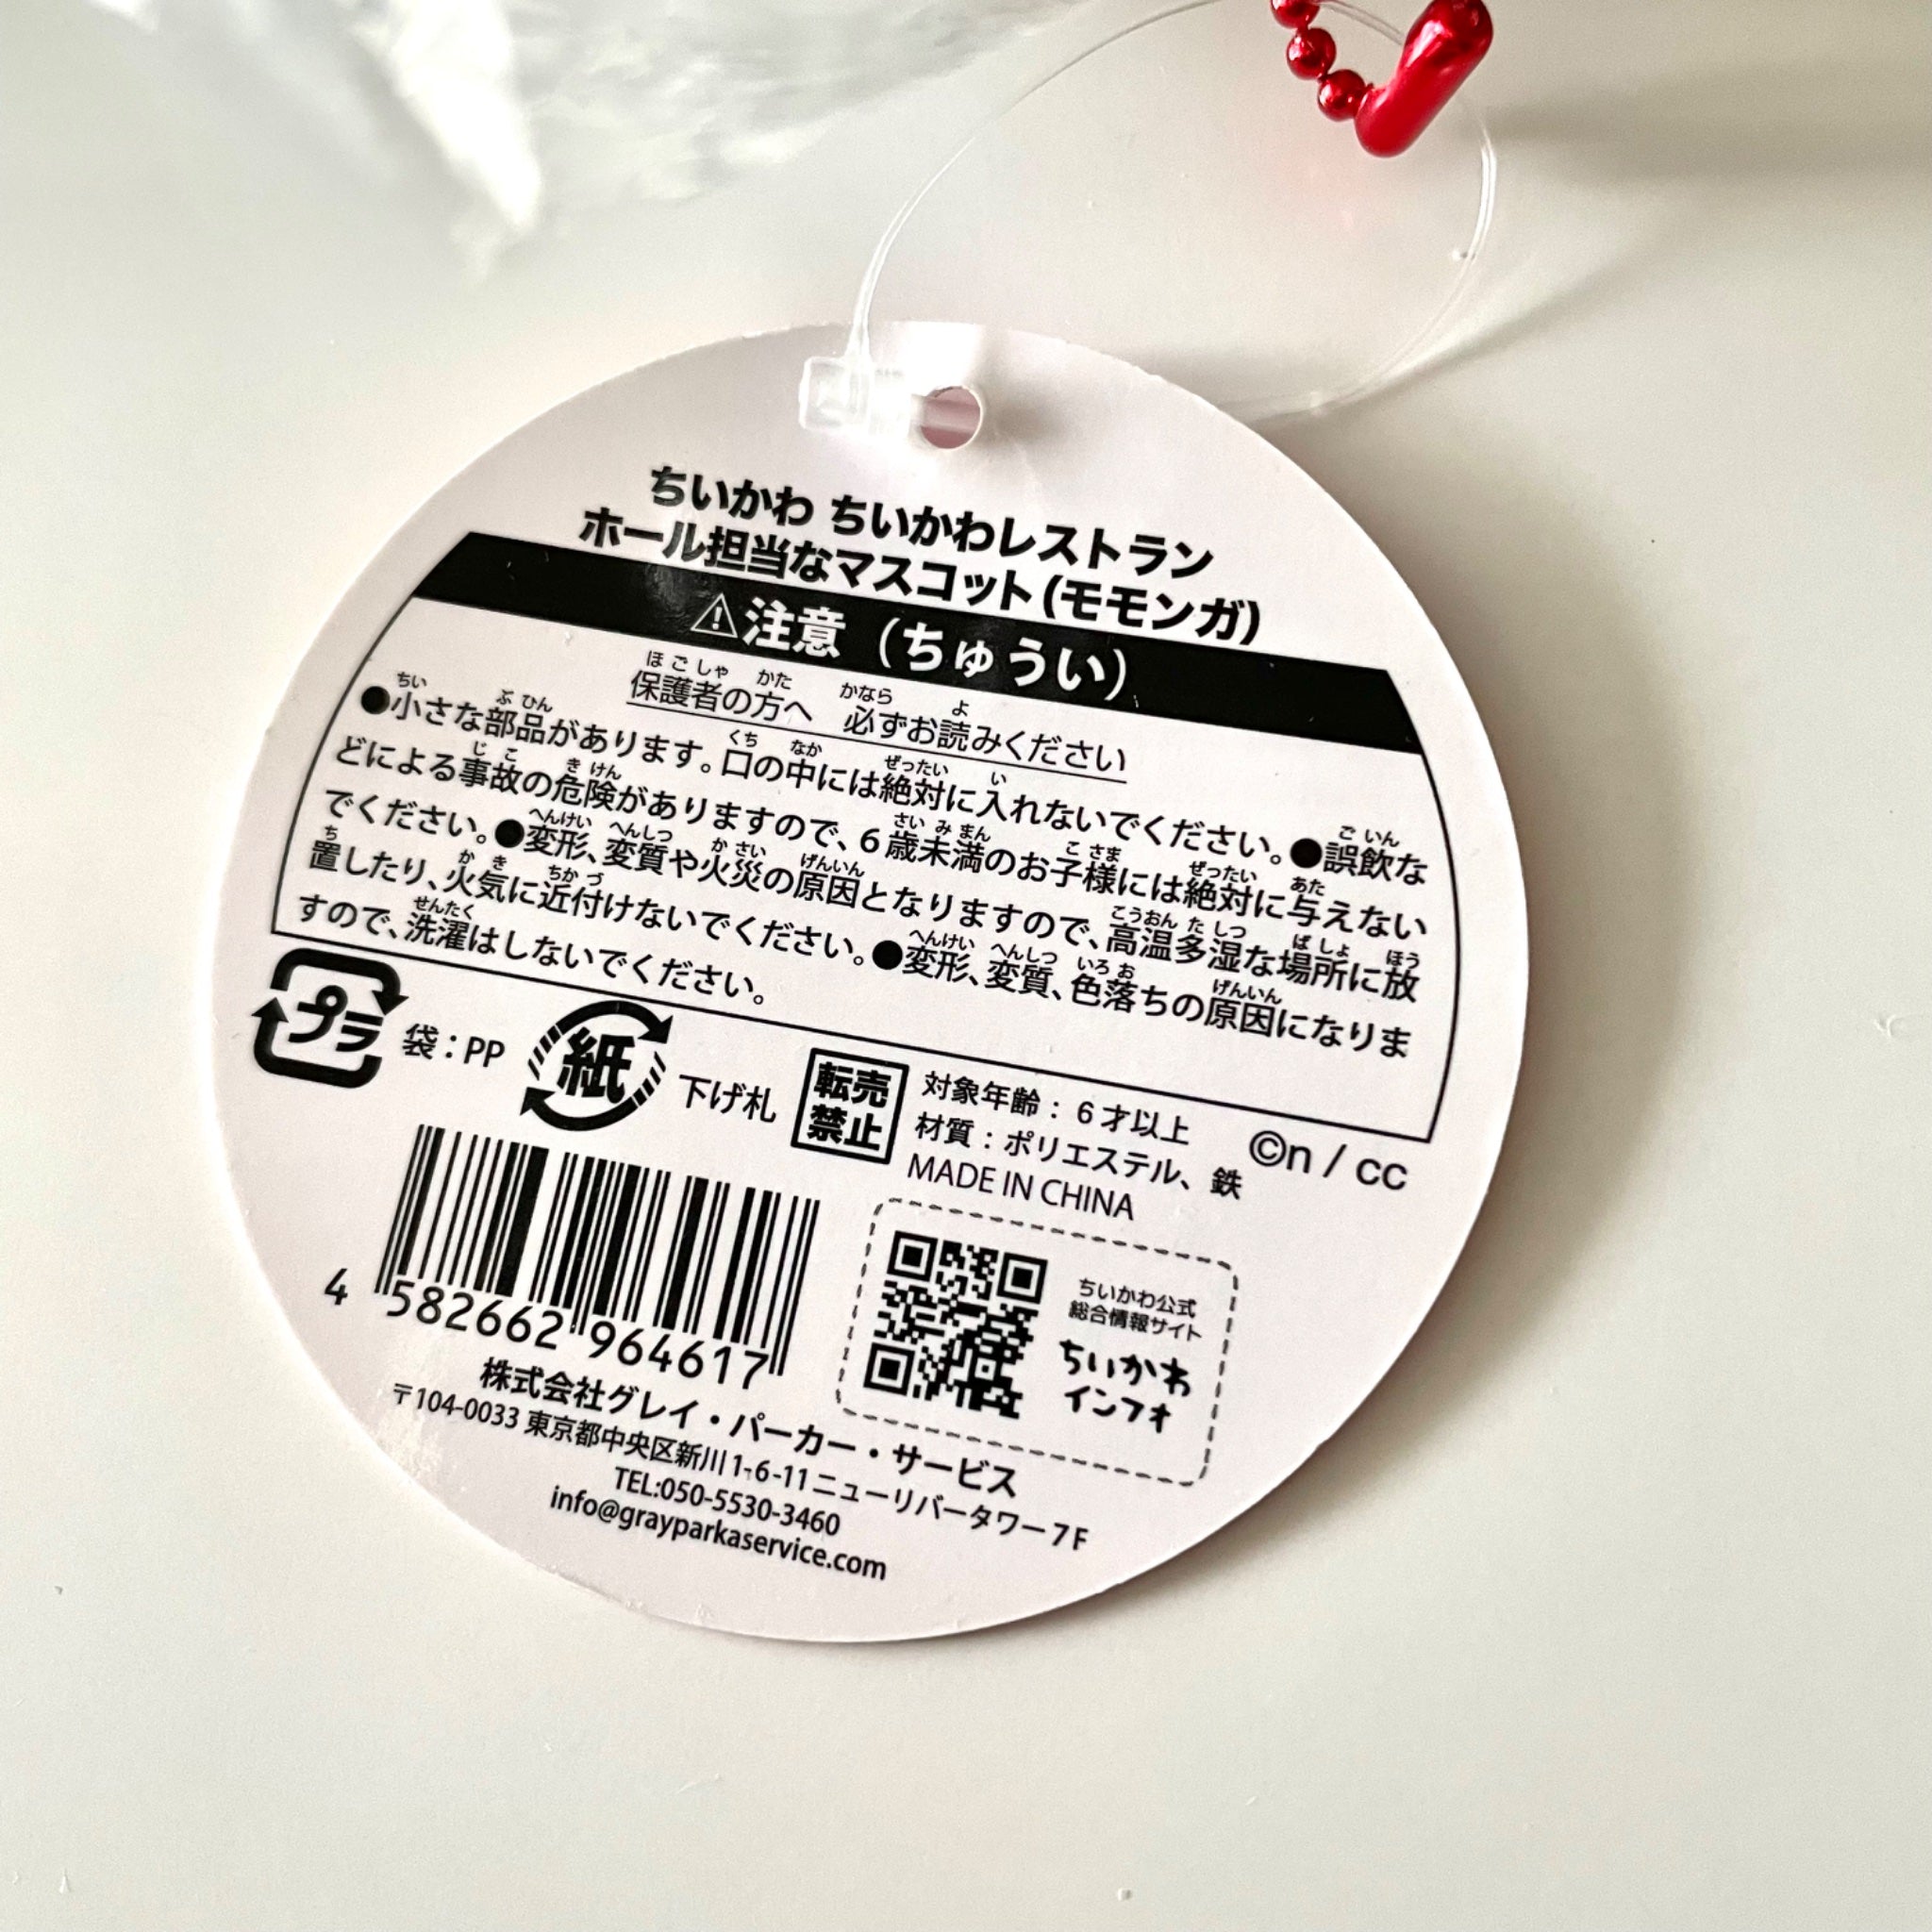 ちいかわ ちいかわレストラン
ホール担当なマスコット(モモンガ)
⚠注意（ちゅうい）
保護者の方へ 必ずお読みください
●小さな部品があります。口の中には絶対に入れないでください。●誤飲な
どによる事故の危険がありますので、6歳未満のお子様には絶対に与えない
でください。●変形、変質や火災の原因となりますので、高温多湿な場所に放
置したり、火気に近付けないでください。●変形、変質、色落ちの原因になりま
すので、洗濯はしないでください。
プラ 袋：PP 紙 下げ札
転売
禁止
対象年齢：6才以上
材質：ポリエステル、鉄
MADE IN CHINA
©n / cc
4 582662 964617
ちいかわ公式
総合情報サイト
ちいかわ
インフォ
株式会社グレイ・パーカー・サービス
〒104-0033 東京都中央区新川1-6-11ニューリバータワー7F
TEL:050-5530-3460
info@grayparkaservice.com